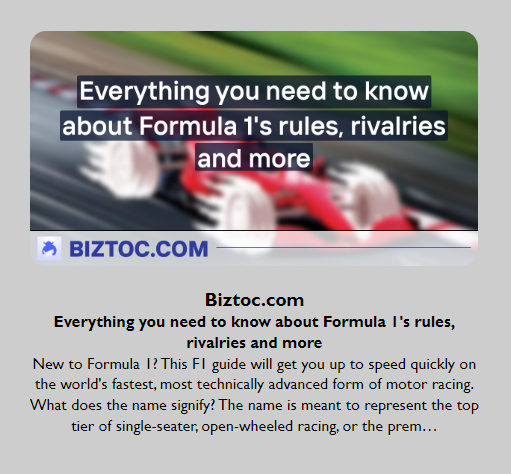 Everything you need to know
about Formula 1's rules, rivalries
and more
BIZTOC.COM
Biztoc.com
Everything you need to know about Formula 1's rules,
rivalries and more
New to Formula 1? This F1 guide will get you up to speed quickly on
the world's fastest, most technically advanced form of motor racing.
What does the name signify? The name is meant to represent the top
tier of single-seater, open-wheeled racing, or the prem…